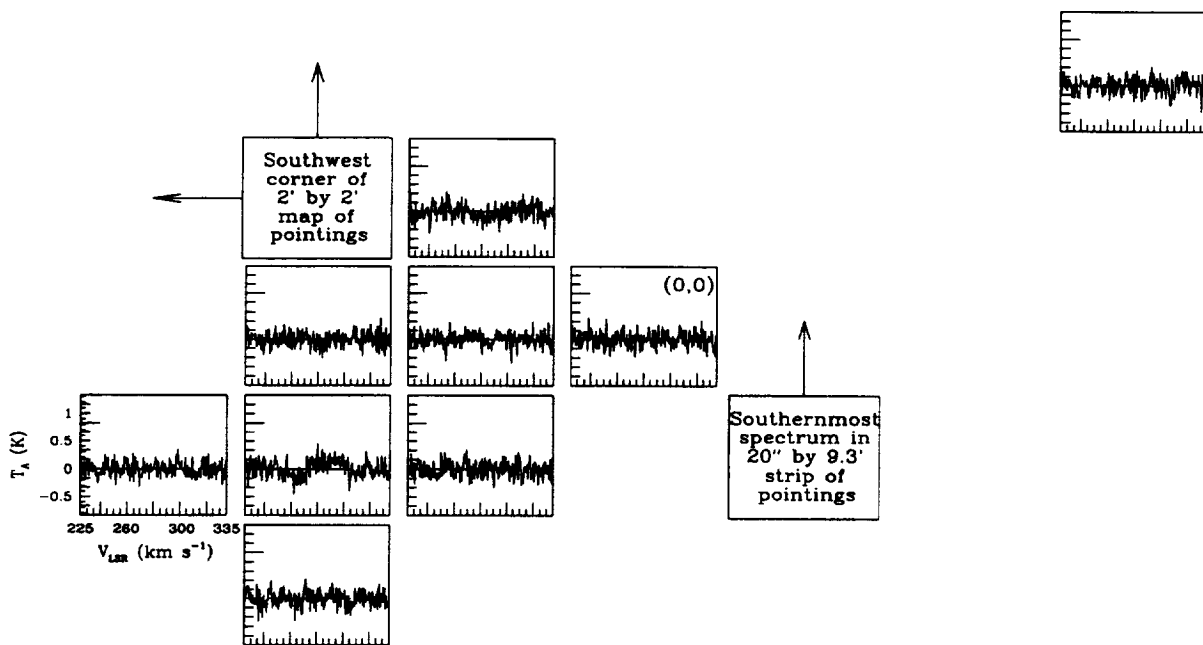 Southwest
corner of
2' by 2'
map of
pointings
(0,0)
Southernmost
spectrum in
20" by 9.3'
strip of
pointings
T_A (K)
1
0.5
0
−0.5
225 260 300 335
V_LSR (km s⁻¹)